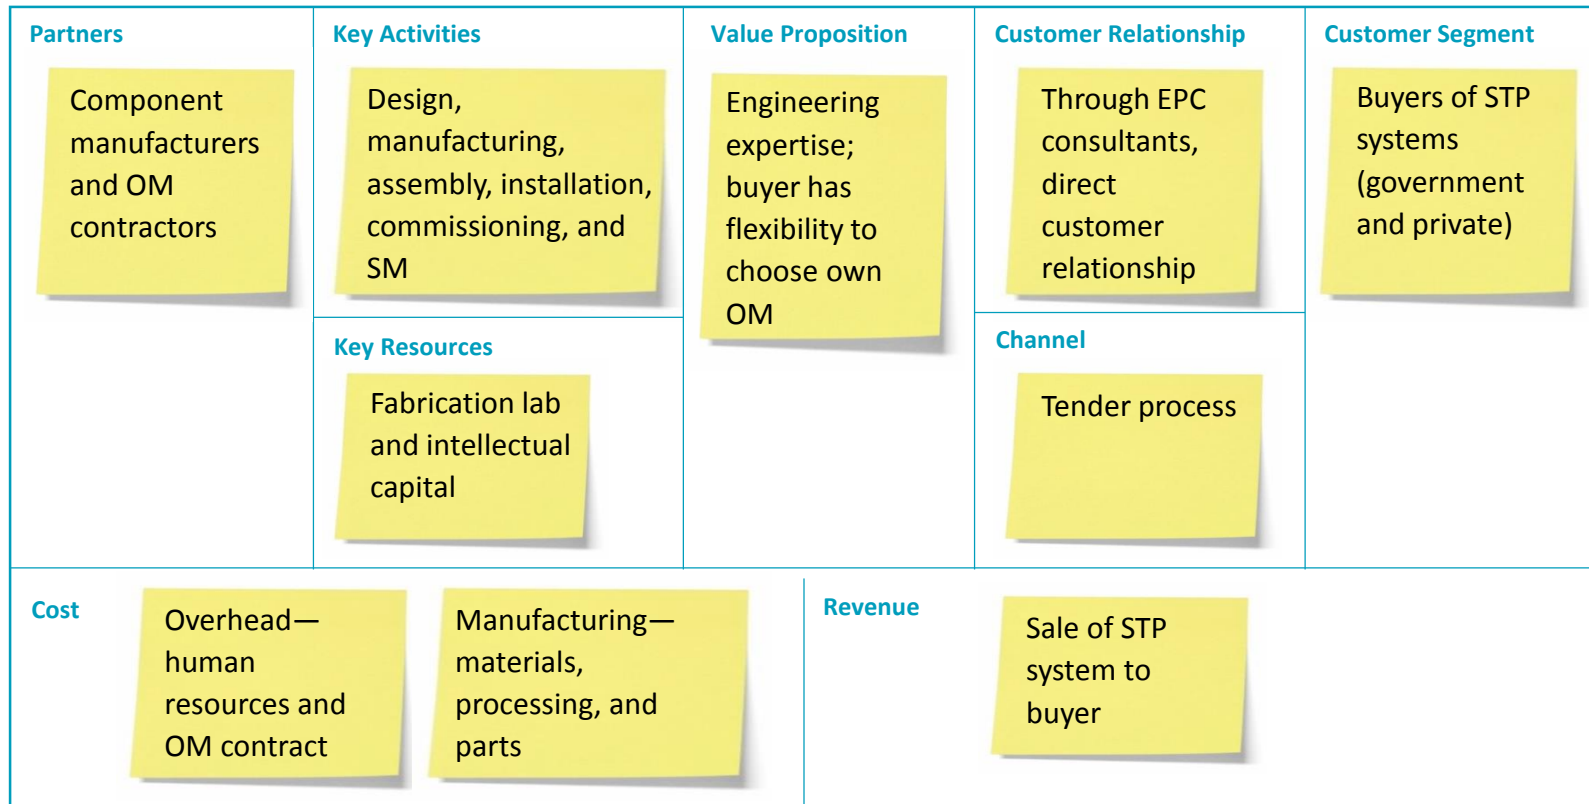 Partners
Component
manufacturers
and OM
contractors
Key Activities
Design,
manufacturing,
assembly, installation,
commissioning, and
SM
Key Resources
Fabrication lab
and intellectual
capital
Value Proposition
Engineering
expertise;
buyer has
flexibility to
choose own
OM
Customer Relationship
Through EPC
consultants,
direct
customer
relationship
Channel
Tender process
Customer Segment
Buyers of STP
systems
(government
and private)
Cost
Overhead—
human
resources and
OM contract
Manufacturing—
materials,
processing, and
parts
Revenue
Sale of STP
system to
buyer